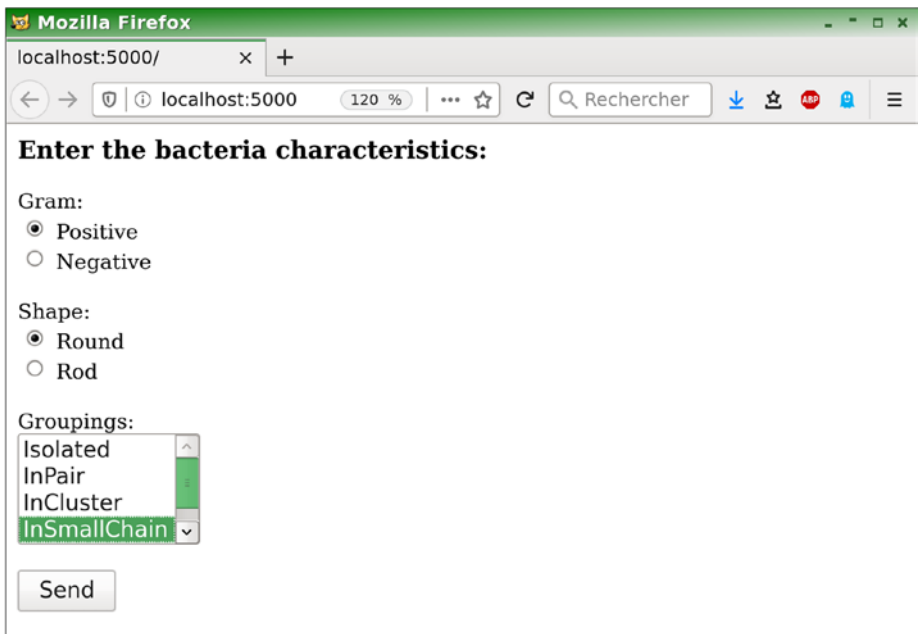 Mozilla Firefox
localhost:5000/
localhost:5000 120 % Rechercher ABP
Enter the bacteria characteristics:
Gram:
Positive
Negative
Shape:
Round
Rod
Groupings:
Isolated
InPair
InCluster
InSmallChain
Send